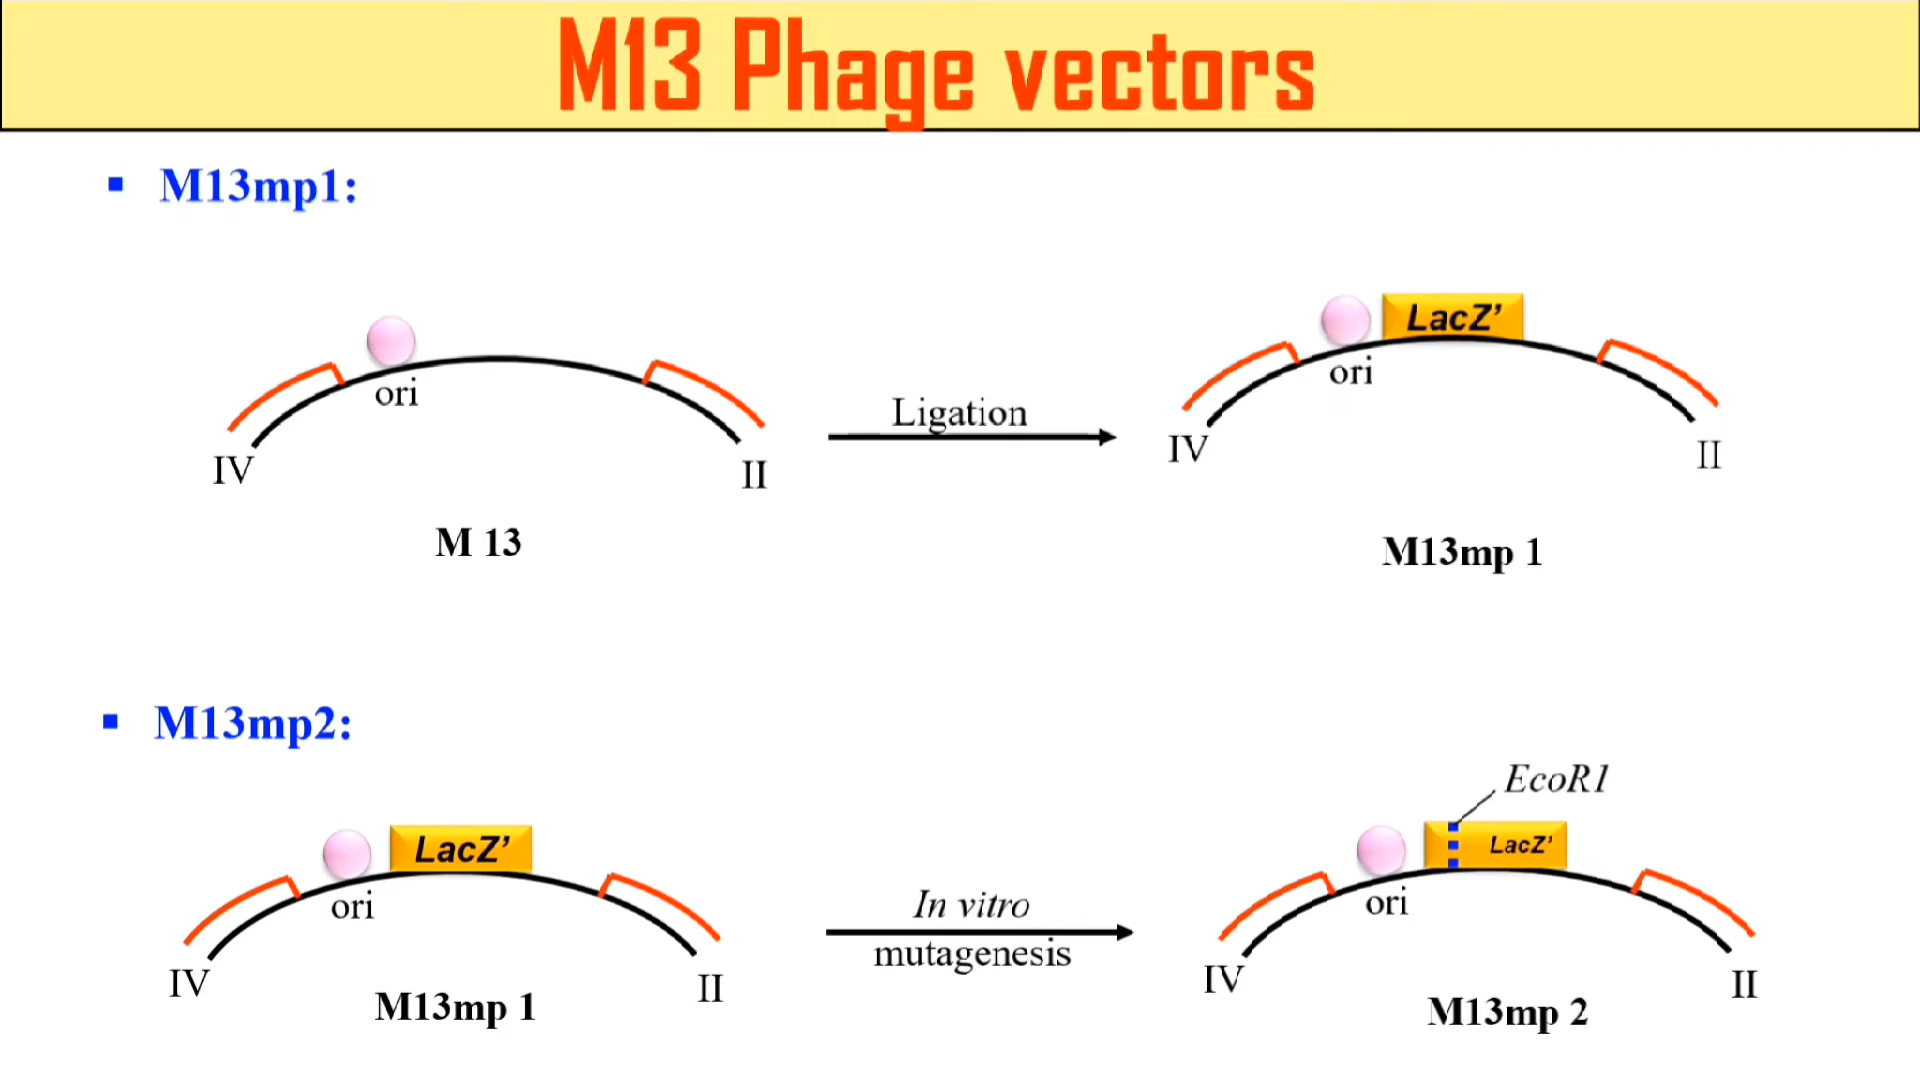 M13 Phage vectors
▪ M13mp1:
ori
IV
II
M 13
Ligation
LacZ’
ori
IV
II
M13mp 1
▪ M13mp2:
LacZ’
ori
IV
II
M13mp 1
In vitro
mutagenesis
EcoR1
LacZ’
ori
IV
II
M13mp 2